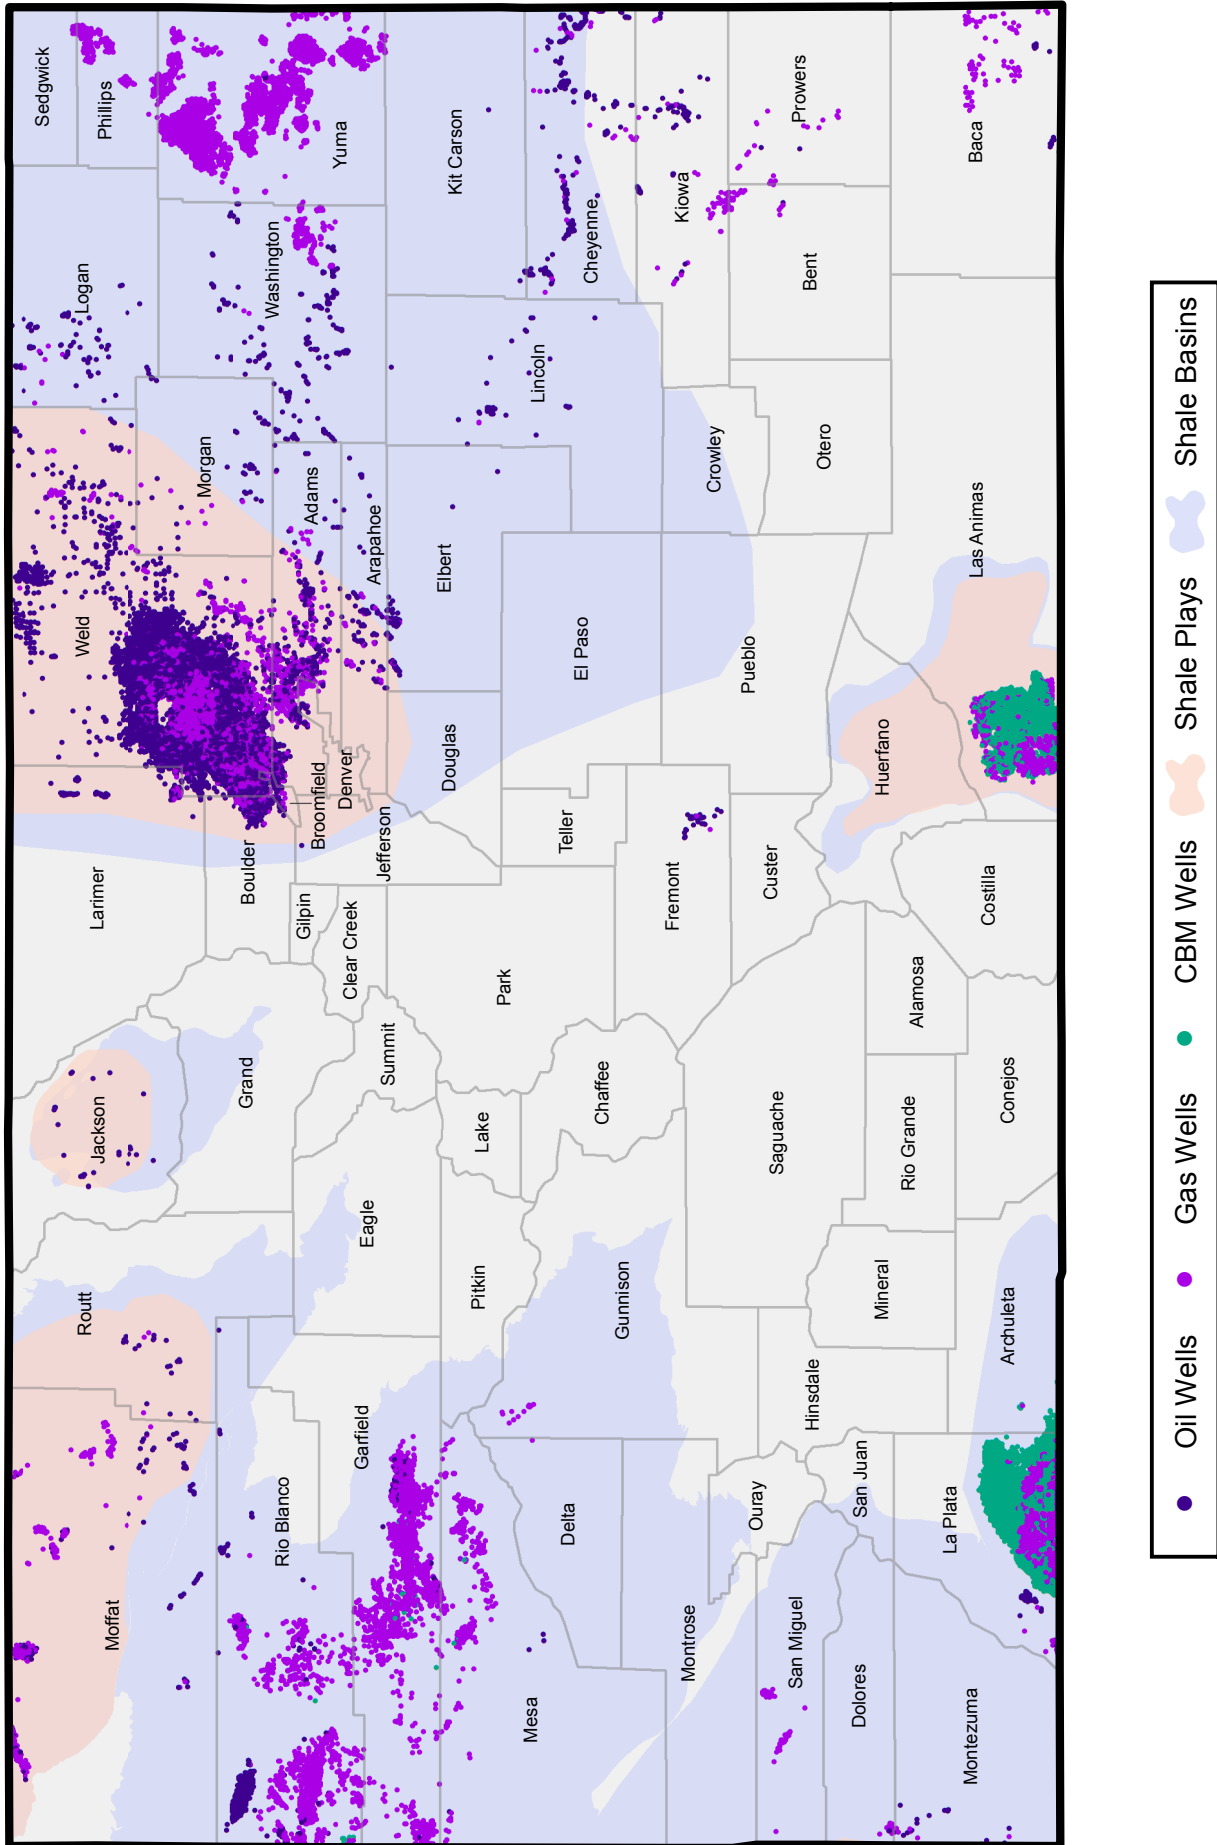 Moffat
Routt
Jackson
Larimer
Weld
Logan
Sedgwick
Phillips
Morgan
Grand
Boulder
Rio Blanco
Washington
Yuma
Gilpin
Broomfield
Adams
Garfield
Eagle
Summit
Clear Creek
Jefferson
Denver
Arapahoe
Pitkin
Lake
Park
Douglas
Elbert
Kit Carson
Mesa
Delta
Gunnison
Chaffee
Teller
El Paso
Lincoln
Cheyenne
Montrose
Fremont
Kiowa
Crowley
Ouray
Saguache
Custer
Pueblo
San Miguel
Hinsdale
Otero
Bent
Prowers
Dolores
San Juan
Mineral
Rio Grande
Alamosa
Huerfano
Montezuma
La Plata
Archuleta
Conejos
Costilla
Las Animas
Baca
Oil Wells
Gas Wells
CBM Wells
Shale Plays
Shale Basins